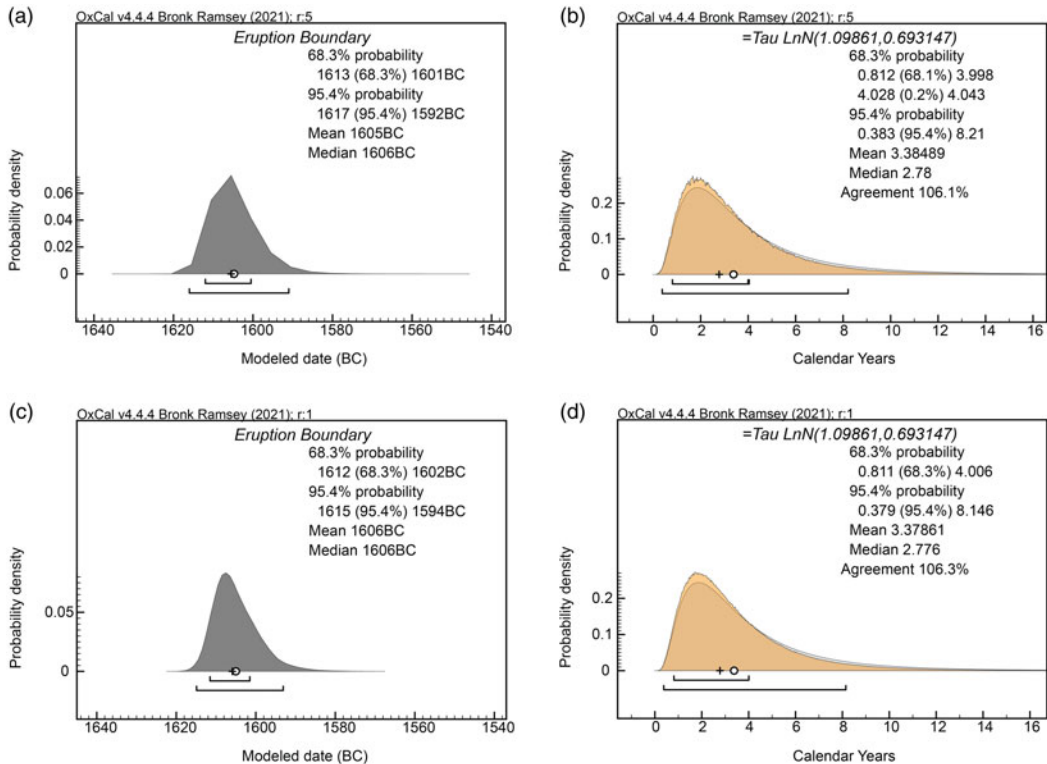 (a)
OxCal v4.4.4 Bronk Ramsey (2021); r:5
Eruption Boundary
68.3% probability
1613 (68.3%) 1601BC
95.4% probability
1617 (95.4%) 1592BC
Mean 1605BC
Median 1606BC
Probability density
0.06
0.04
0.02
0
1640 1620 1600 1580 1560 1540
Modeled date (BC)
(b)
OxCal v4.4.4 Bronk Ramsey (2021); r:5
=Tau LnN(1.09861,0.693147)
68.3% probability
0.812 (68.1%) 3.998
4.028 (0.2%) 4.043
95.4% probability
0.383 (95.4%) 8.21
Mean 3.38489
Median 2.78
Agreement 106.1%
Probability density
0.2
0.1
0
0 2 4 6 8 10 12 14 16
Calendar Years
(c)
OxCal v4.4.4 Bronk Ramsey (2021); r:1
Eruption Boundary
68.3% probability
1612 (68.3%) 1602BC
95.4% probability
1615 (95.4%) 1594BC
Mean 1606BC
Median 1606BC
Probability density
0.05
0
1640 1620 1600 1580 1560 1540
Modeled date (BC)
(d)
OxCal v4.4.4 Bronk Ramsey (2021); r:1
=Tau LnN(1.09861,0.693147)
68.3% probability
0.811 (68.3%) 4.006
95.4% probability
0.379 (95.4%) 8.146
Mean 3.37861
Median 2.776
Agreement 106.3%
Probability density
0.2
0.1
0
0 2 4 6 8 10 12 14 16
Calendar Years